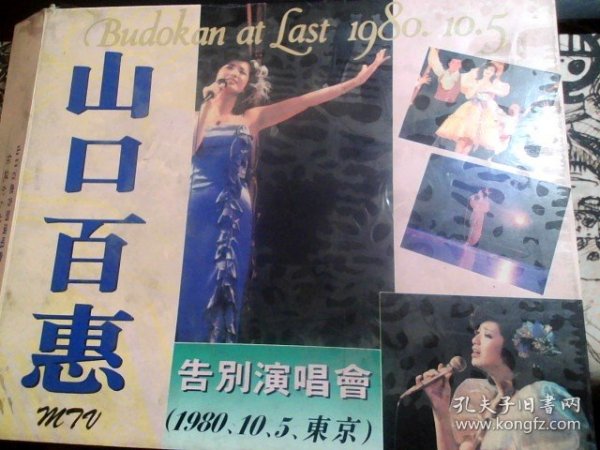 Budokan at Last 1980. 10. 5
山口百惠
MTV
告別演唱會
(1980、10、5、東京)
孔夫子旧书网
www.kongfz.com